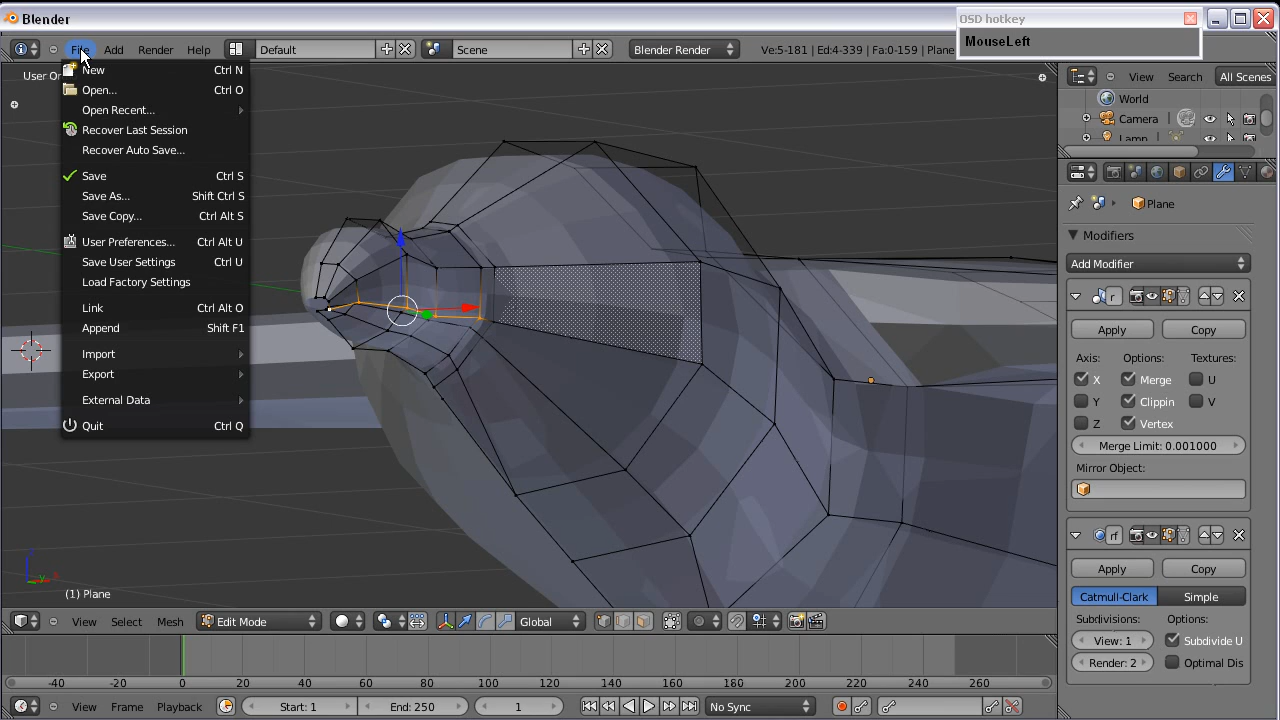 Blender
OSD hotkey
MouseLeft
File Add Render Help Default Scene Blender Render Ve:5-181 | Ed:4-339 | Fa:0-159 | Plane
User Or
New Ctrl N
Open... Ctrl O
Open Recent...
Recover Last Session
Recover Auto Save...
Save Ctrl S
Save As... Shift Ctrl S
Save Copy... Ctrl Alt S
User Preferences... Ctrl Alt U
Save User Settings Ctrl U
Load Factory Settings
Link Ctrl Alt O
Append Shift F1
Import
Export
External Data
Quit Ctrl Q
(1) Plane
View Select Mesh Edit Mode Global
-40 -20 0 20 40 60 80 100 120 140 160 180 200 220 240 260
View Frame Playback Start: 1 End: 250 1 No Sync
View Search All Scenes
World
Camera
Lamp
Plane
Modifiers
Add Modifier
Apply Copy
Axis: Options: Textures:
X Merge U
Y Clippin V
Z Vertex
Merge Limit: 0.001000
Mirror Object:
rf
Apply Copy
Catmull-Clark Simple
Subdivisions: Options:
View: 1 Subdivide U
Render: 2 Optimal Dis